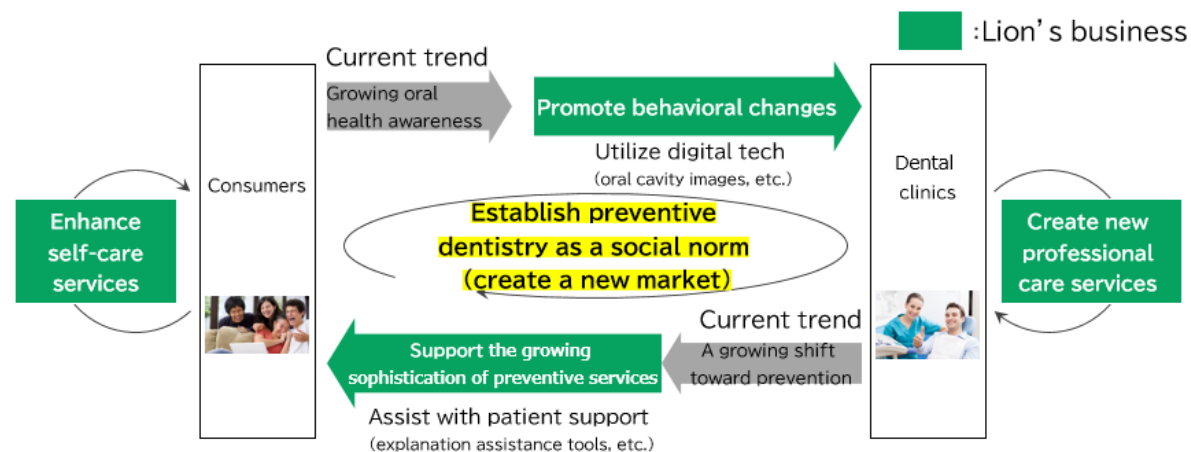 :Lion's business
Current trend
Growing oral
health awareness
Promote behavioral changes
Utilize digital tech
(oral cavity images, etc.)
Consumers
Dental
clinics
Enhance
self-care
services
Establish preventive
dentistry as a social norm
(create a new market)
Create new
professional
care services
Current trend
A growing shift
toward prevention
Support the growing
sophistication of preventive services
Assist with patient support
(explanation assistance tools, etc.)